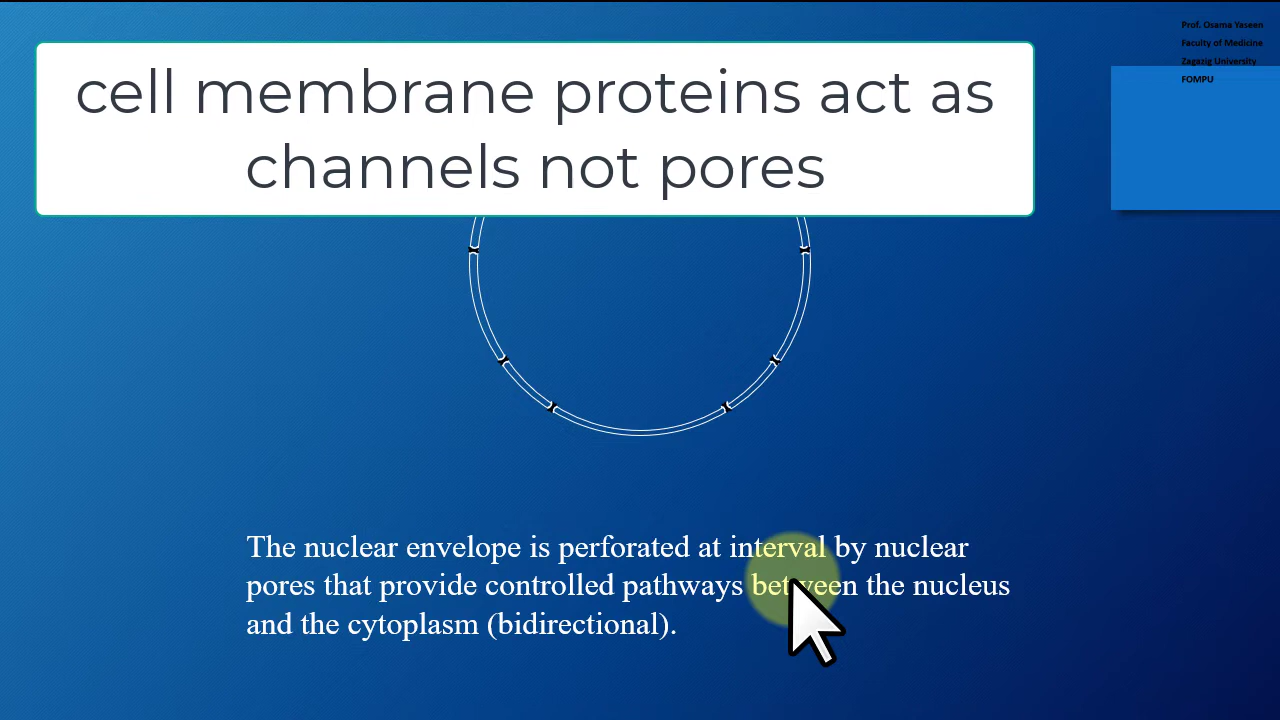 Prof. Osama Yaseen
Faculty of Medicine
Zagazig University
FOMPU
cell membrane proteins act as
channels not pores
The nuclear envelope is perforated at interval by nuclear
pores that provide controlled pathways between the nucleus
and the cytoplasm (bidirectional).